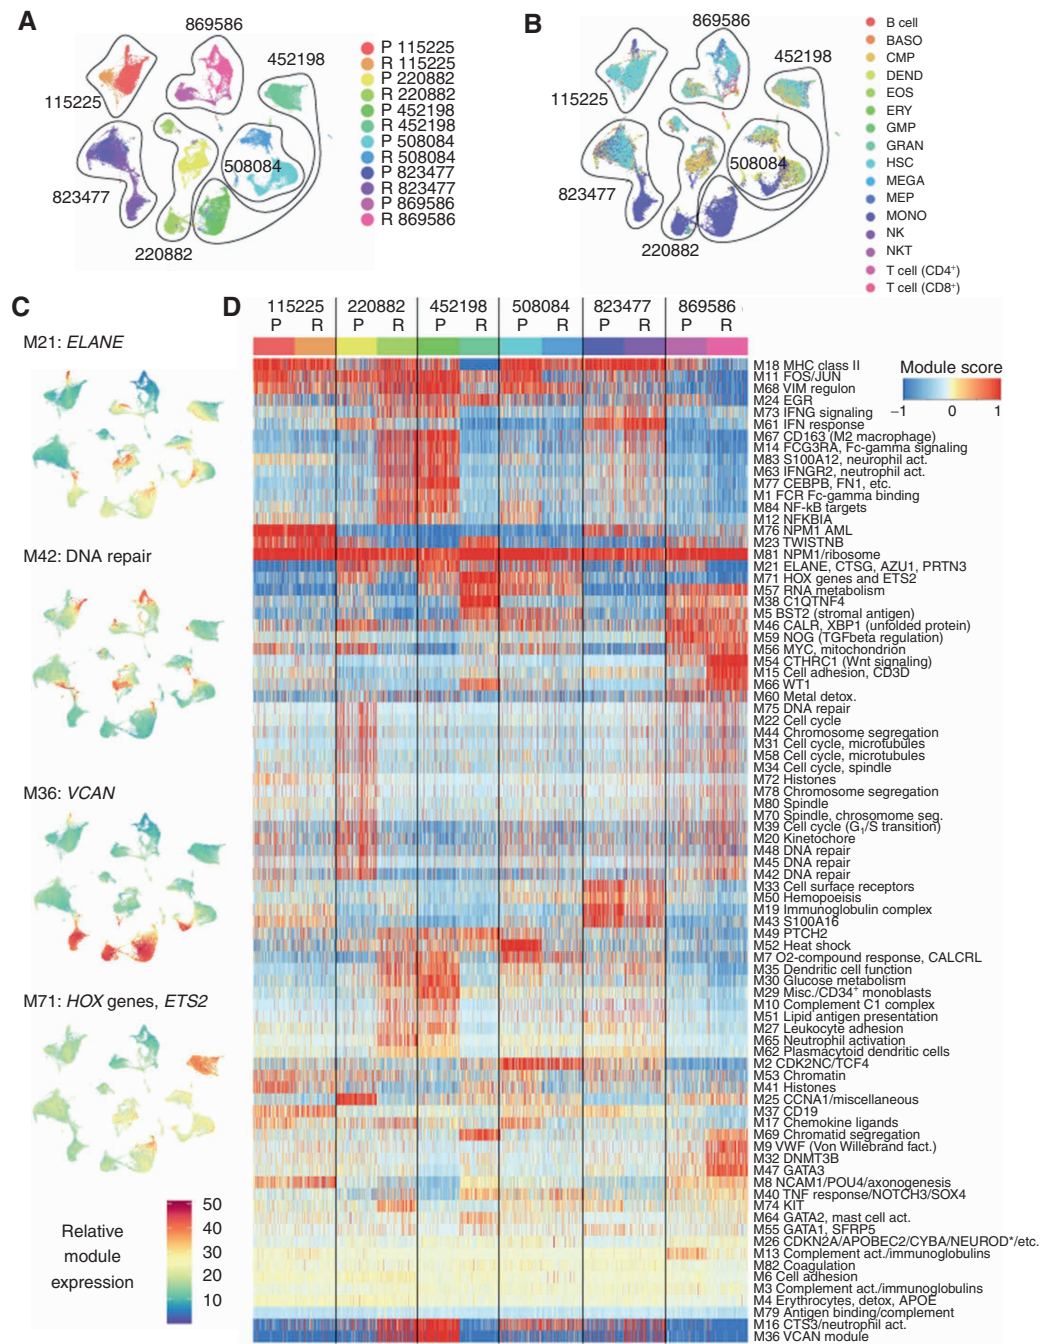 A
869586
452198
115225
508084
823477
220882
P 115225
R 115225
P 220882
R 220882
P 452198
R 452198
P 508084
R 508084
P 823477
R 823477
P 869586
R 869586
B
869586
452198
115225
508084
823477
220882
B cell
BASO
CMP
DEND
EOS
ERY
GMP
GRAN
HSC
MEGA
MEP
MONO
NK
NKT
T cell (CD4⁺)
T cell (CD8⁺)
C
M21: ELANE
M42: DNA repair
M36: VCAN
M71: HOX genes, ETS2
Relative
module
expression
50
40
30
20
10
D
115225 220882 452198 508084 823477 869586
P R P R P R P R P R P R
Module score
−1 0 1
M18 MHC class II
M11 FOS/JUN
M68 VIM regulon
M24 EGR
M73 IFNG signaling
M61 IFN response
M67 CD163 (M2 macrophage)
M14 FCG3RA, Fc-gamma signaling
M83 S100A12, neurophil act.
M63 IFNGR2, neutrophil act.
M77 CEBPB, FN1, etc.
M1 FCR Fc-gamma binding
M84 NF-kB targets
M12 NFKBIA
M76 NPM1 AML
M23 TWISTNB
M81 NPM1/ribosome
M21 ELANE, CTSG, AZU1, PRTN3
M71 HOX genes and ETS2
M57 RNA metabolism
M38 C1QTNF4
M5 BST2 (stromal antigen)
M46 CALR, XBP1 (unfolded protein)
M59 NOG (TGFbeta regulation)
M56 MYC, mitochondrion
M54 CTHRC1 (Wnt signaling)
M15 Cell adhesion, CD3D
M66 WT1
M60 Metal detox.
M75 DNA repair
M22 Cell cycle
M44 Chromosome segregation
M31 Cell cycle, microtubules
M58 Cell cycle, microtubules
M34 Cell cycle, spindle
M72 Histones
M78 Chromosome segregation
M80 Spindle
M70 Spindle, chrosomome seg.
M39 Cell cycle (G₁/S transition)
M20 Kinetochore
M48 DNA repair
M45 DNA repair
M42 DNA repair
M33 Cell surface receptors
M50 Hemopoeisis
M19 Immunoglobulin complex
M43 S100A16
M49 PTCH2
M52 Heat shock
M7 O2-compound response, CALCRL
M35 Dendritic cell function
M30 Glucose metabolism
M29 Misc./CD34⁺ monoblasts
M10 Complement C1 complex
M51 Lipid antigen presentation
M27 Leukocyte adhesion
M65 Neutrophil activation
M62 Plasmacytoid dendritic cells
M2 CDK2NC/TCF4
M53 Chromatin
M41 Histones
M25 CCNA1/miscellaneous
M37 CD19
M17 Chemokine ligands
M69 Chromatid segregation
M9 VWF (Von Willebrand fact.)
M32 DNMT3B
M47 GATA3
M8 NCAM1/POU4/axonogenesis
M40 TNF response/NOTCH3/SOX4
M74 KIT
M64 GATA2, mast cell act.
M55 GATA1, SFRP5
M26 CDKN2A/APOBEC2/CYBA/NEUROD*/etc.
M13 Complement act./immunoglobulins
M82 Coagulation
M6 Cell adhesion
M3 Complement act./immunoglobulins
M4 Erythrocytes, detox, APOE
M79 Antigen binding/complement
M16 CTS3/neutrophil act.
M36 VCAN module